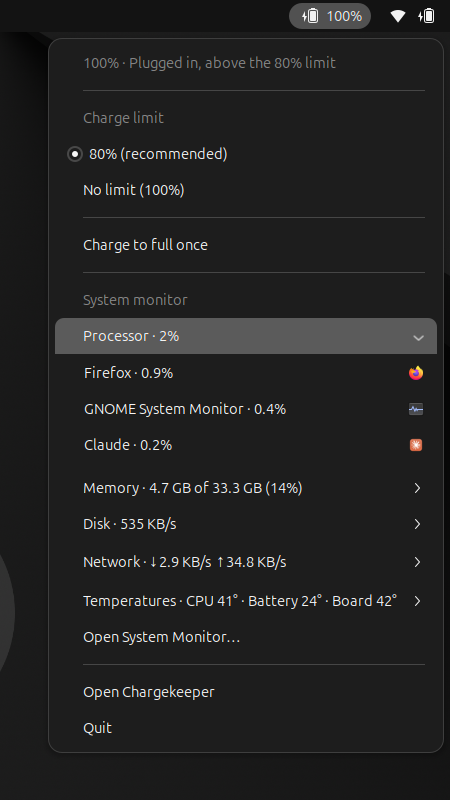 100%
100% · Plugged in, above the 80% limit
Charge limit
80% (recommended)
No limit (100%)
Charge to full once
System monitor
Processor · 2%
Firefox · 0.9%
GNOME System Monitor · 0.4%
Claude · 0.2%
Memory · 4.7 GB of 33.3 GB (14%)
Disk · 535 KB/s
Network · ↓2.9 KB/s ↑34.8 KB/s
Temperatures · CPU 41° · Battery 24° · Board 42°
Open System Monitor…
Open Chargekeeper
Quit